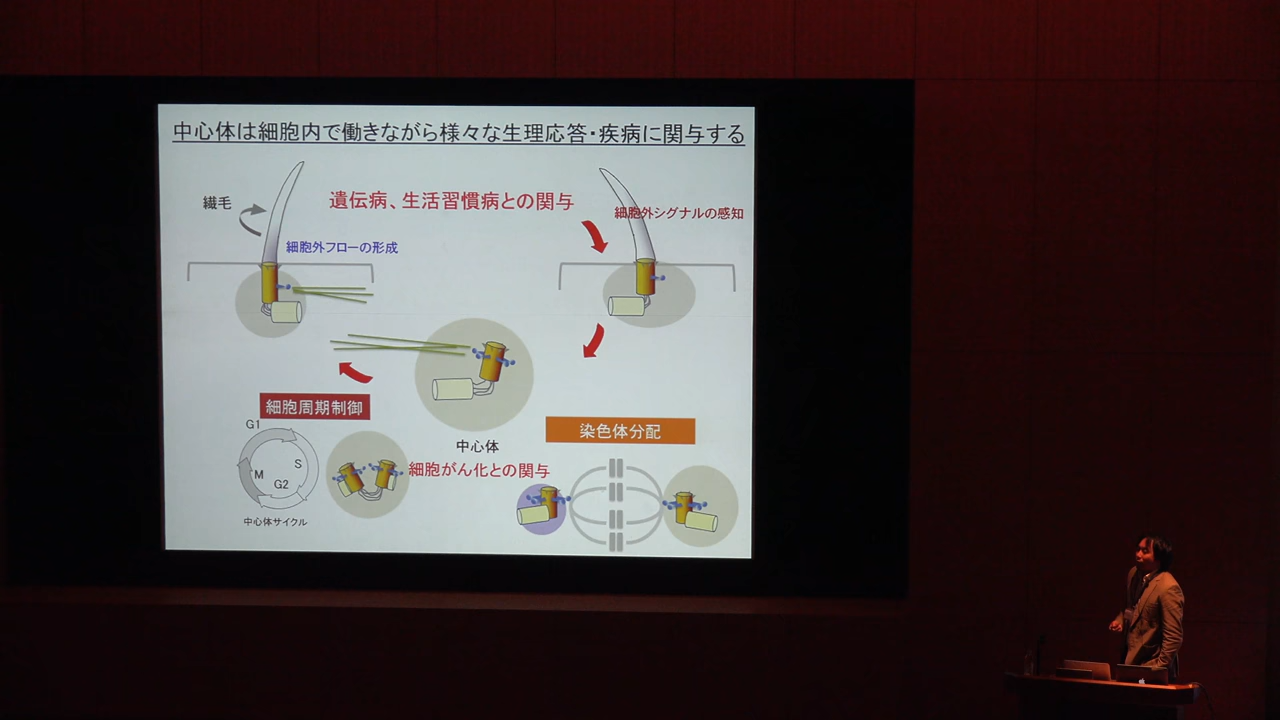 中心体は細胞内で働きながら様々な生理応答・疾病に関与する
繊毛
遺伝病、生活習慣病との関与
細胞外シグナルの感知
細胞外フローの形成
細胞周期制御
G1
S
M
G2
中心体サイクル
中心体
細胞がん化との関与
染色体分配